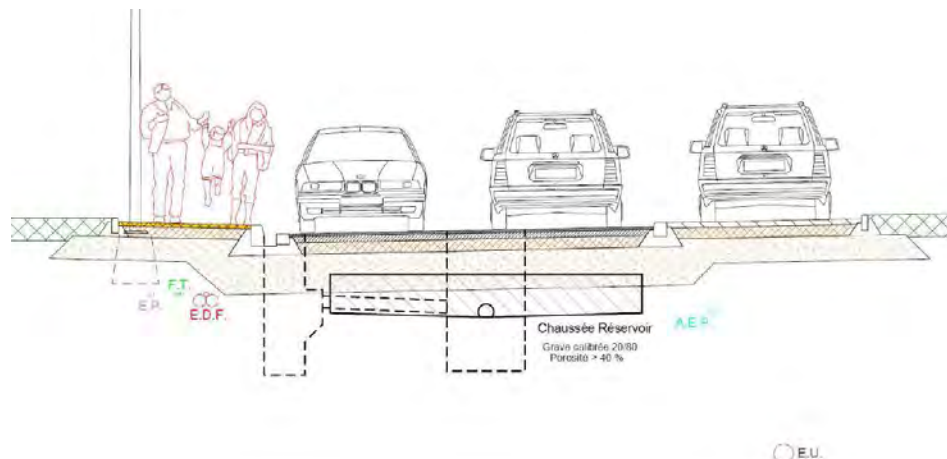 F.T.
E.P.
E.D.F.
Chaussée Réservoir
A.E.P.
Grave calibrée 20/80
Porosité > 40 %
E.U.